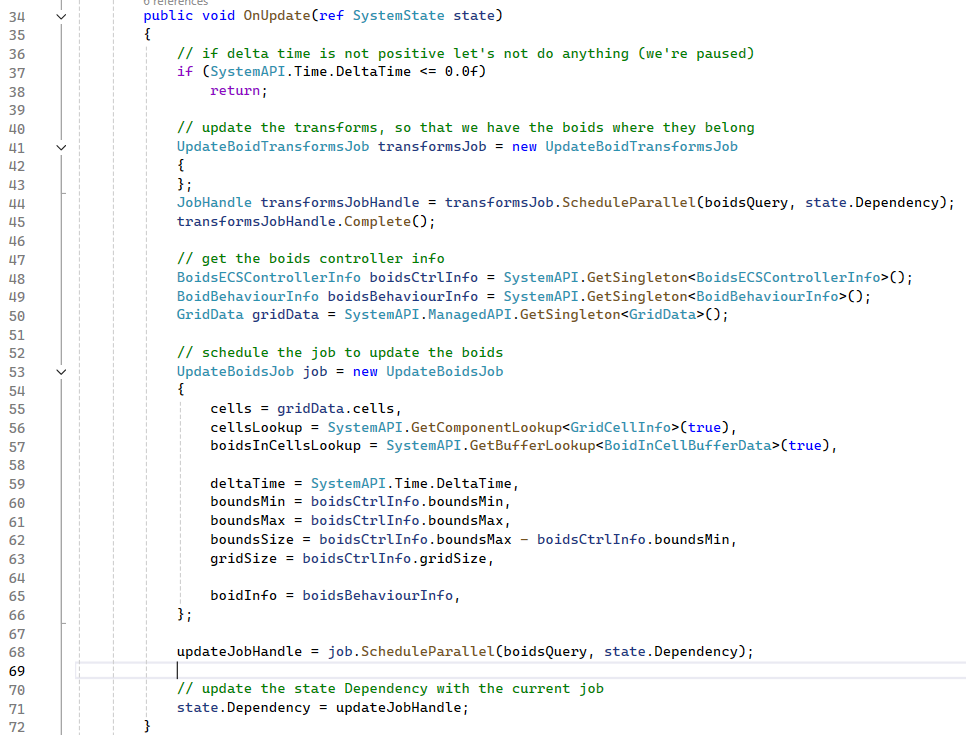 6 references
34 public void OnUpdate(ref SystemState state)
35 {
36 // if delta time is not positive let's not do anything (we're paused)
37 if (SystemAPI.Time.DeltaTime <= 0.0f)
38 return;
39
40 // update the transforms, so that we have the boids where they belong
41 UpdateBoidTransformsJob transformsJob = new UpdateBoidTransformsJob
42 {
43 };
44 JobHandle transformsJobHandle = transformsJob.ScheduleParallel(boidsQuery, state.Dependency);
45 transformsJobHandle.Complete();
46
47 // get the boids controller info
48 BoidsECSControllerInfo boidsCtrlInfo = SystemAPI.GetSingleton<BoidsECSControllerInfo>();
49 BoidBehaviourInfo boidsBehaviourInfo = SystemAPI.GetSingleton<BoidBehaviourInfo>();
50 GridData gridData = SystemAPI.ManagedAPI.GetSingleton<GridData>();
51
52 // schedule the job to update the boids
53 UpdateBoidsJob job = new UpdateBoidsJob
54 {
55 cells = gridData.cells,
56 cellsLookup = SystemAPI.GetComponentLookup<GridCellInfo>(true),
57 boidsInCellsLookup = SystemAPI.GetBufferLookup<BoidInCellBufferData>(true),
58
59 deltaTime = SystemAPI.Time.DeltaTime,
60 boundsMin = boidsCtrlInfo.boundsMin,
61 boundsMax = boidsCtrlInfo.boundsMax,
62 boundsSize = boidsCtrlInfo.boundsMax - boidsCtrlInfo.boundsMin,
63 gridSize = boidsCtrlInfo.gridSize,
64
65 boidInfo = boidsBehaviourInfo,
66 };
67
68 updateJobHandle = job.ScheduleParallel(boidsQuery, state.Dependency);
69
70 // update the state Dependency with the current job
71 state.Dependency = updateJobHandle;
72 }